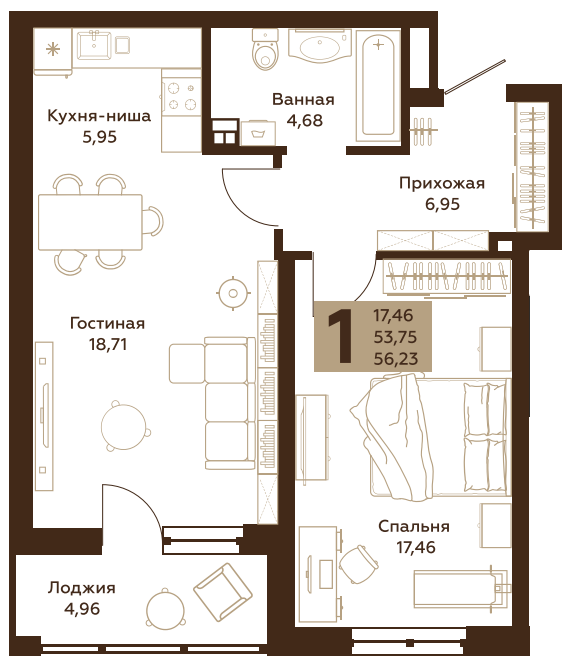 Кухня-ниша
5,95
Ванная
4,68
Прихожая
6,95
Гостиная
18,71
1
17,46
53,75
56,23
Спальня
17,46
Лоджия
4,96